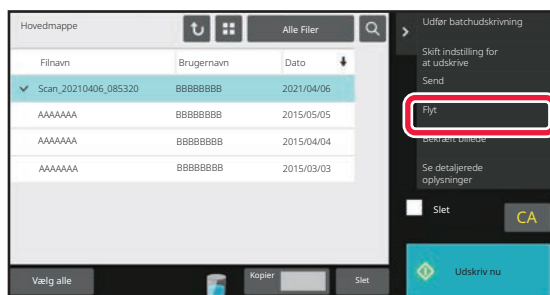 Hovedmappe
Alle Filer
Filnavn Brugernavn Dato
Scan_20210406_085320 BBBBBBBB 2021/04/06
AAAAAAA BBBBBBBB 2015/05/05
AAAAAAA BBBBBBBB 2015/04/04
AAAAAAA BBBBBBBB 2015/03/03
Vælg alle
Kopier
Slet
Udfør batchudskrivning
Skift indstilling for
at udskrive
Send
Flyt
Bekræft billede
Se detaljerede
oplysninger
Slet
CA
Udskriv nu